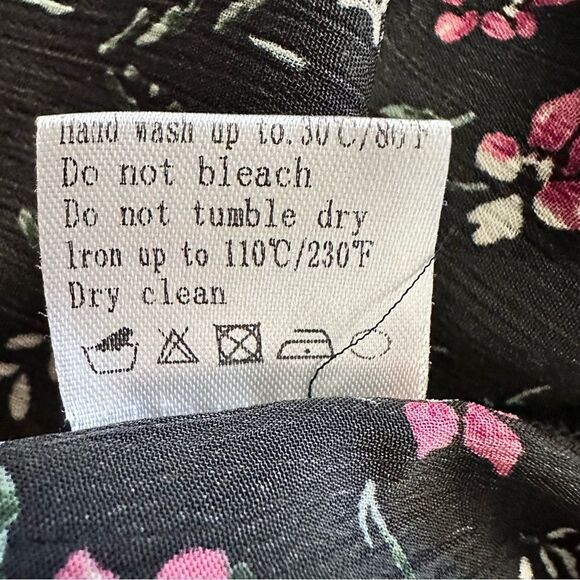 Hand wash up to 30℃/86℉
Do not bleach
Do not tumble dry
Iron up to 110℃/230℉
Dry clean